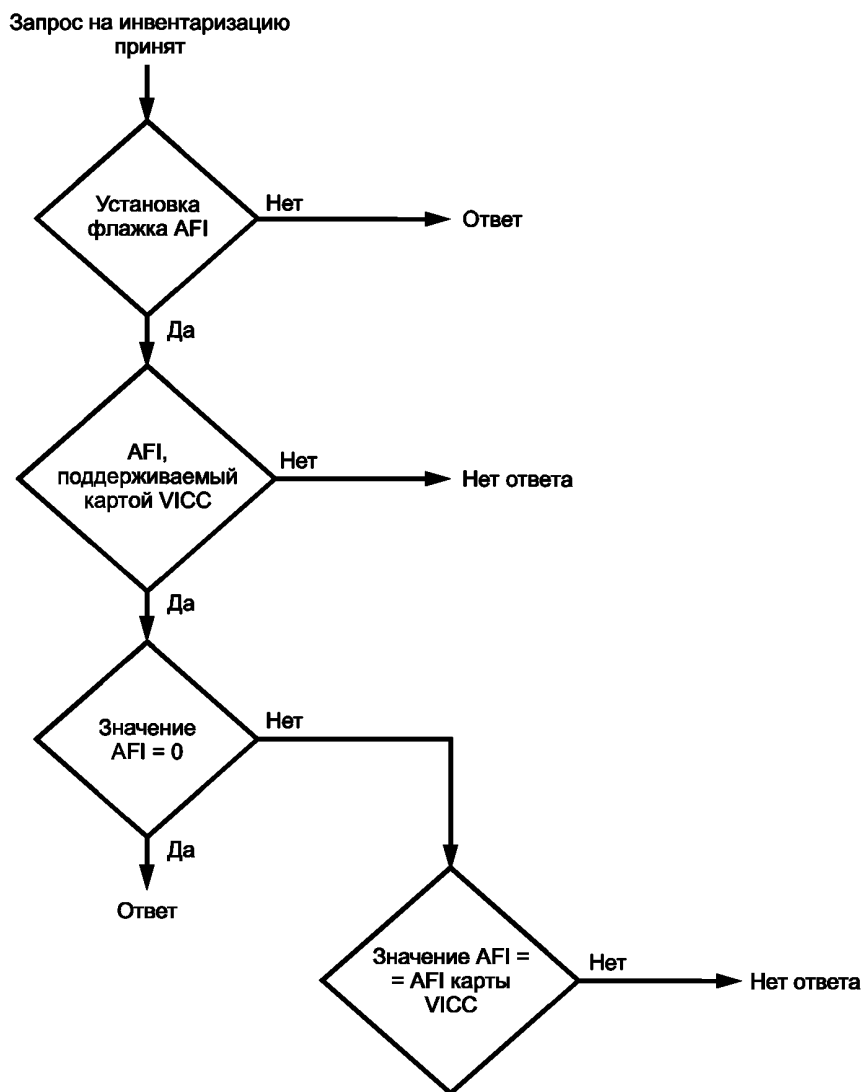 Запрос на инвентаризацию
принят
Установка
флажка AFI
Нет
Ответ
Да
AFI,
поддерживаемый
картой VICC
Нет
Нет ответа
Да
Значение
AFI = 0
Нет
Да
Ответ
Значение AFI =
= AFI карты
VICC
Нет
Нет ответа